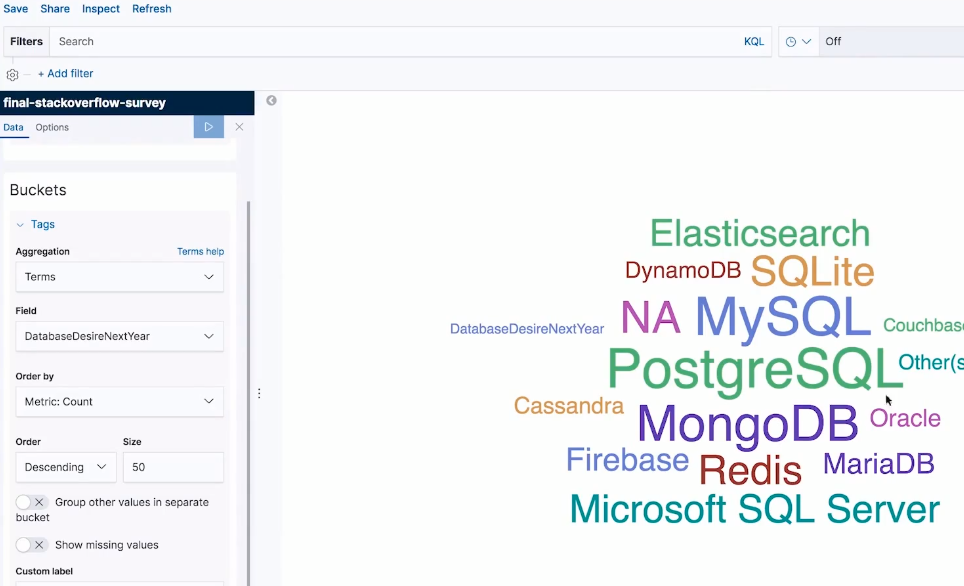 Save Share Inspect Refresh
Filters Search KQL Off
+ Add filter
final-stackoverflow-survey
Data Options
Buckets
Tags
Aggregation Terms help
Terms
Field
DatabaseDesireNextYear
Order by
Metric: Count
Order Size
Descending 50
Group other values in separate
bucket
Show missing values
Custom label
Elasticsearch
DynamoDB SQLite
DatabaseDesireNextYear NA MySQL Couchbase
PostgreSQL Other(s
Cassandra MongoDB Oracle
Firebase Redis MariaDB
Microsoft SQL Server